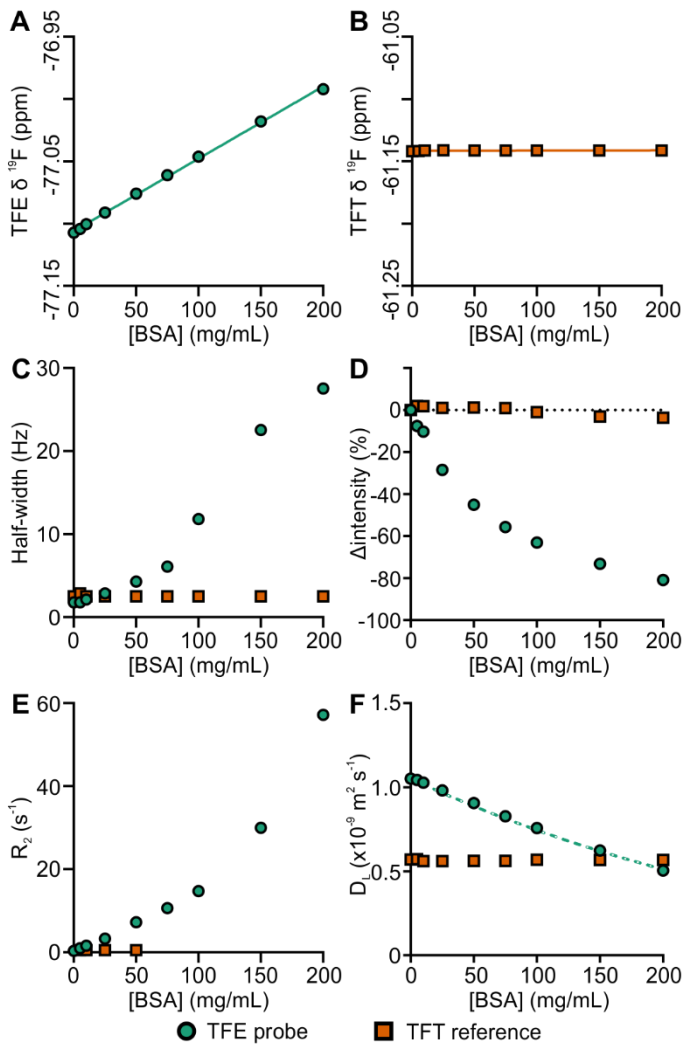 A
TFE δ ¹⁹F (ppm)
-76.95
-77.05
-77.15
0 50 100 150 200
[BSA] (mg/mL)
B
TFT δ ¹⁹F (ppm)
-61.05
-61.15
-61.25
0 50 100 150 200
[BSA] (mg/mL)
C
Half-width (Hz)
30
20
10
0
0 50 100 150 200
[BSA] (mg/mL)
D
Δintensity (%)
0
-20
-40
-60
-80
-100
0 50 100 150 200
[BSA] (mg/mL)
E
R₂ (s⁻¹)
60
40
20
0
0 50 100 150 200
[BSA] (mg/mL)
F
D_L (x10⁻⁹ m² s⁻¹)
1.5
1.0
0.5
0
0 50 100 150 200
[BSA] (mg/mL)
TFE probe TFT reference